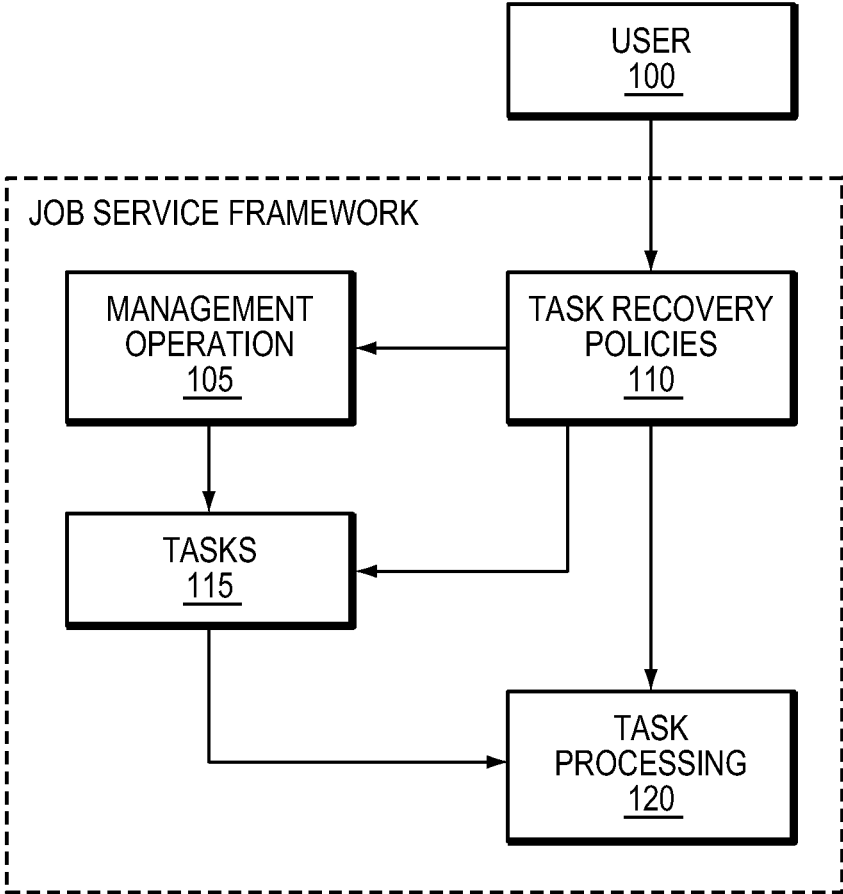 USER
100
JOB SERVICE FRAMEWORK
MANAGEMENT
OPERATION
105
TASK RECOVERY
POLICIES
110
TASKS
115
TASK
PROCESSING
120